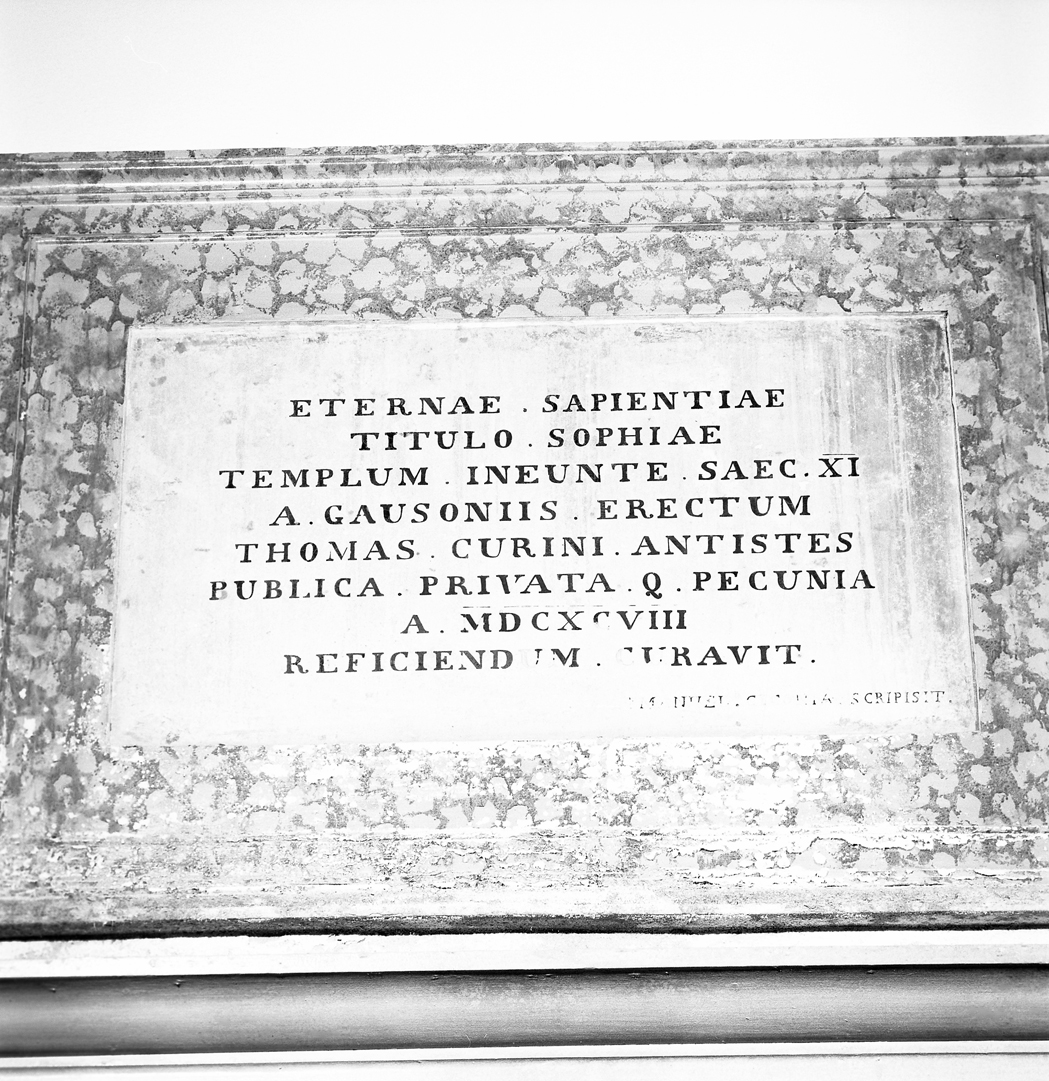 ETERNAE . SAPIENTIAE
TITULO . SOPHIAE
TEMPLUM . INEUNTE . SAEC. XI
A . GAUSONIIS . ERECTUM
THOMAS . CURINI . ANTISTES
PUBLICA . PRIVATA . Q . PECUNIA
A . MDCXCVIII
REFICIENDUM . CURAVIT .
SCRIPISIT.